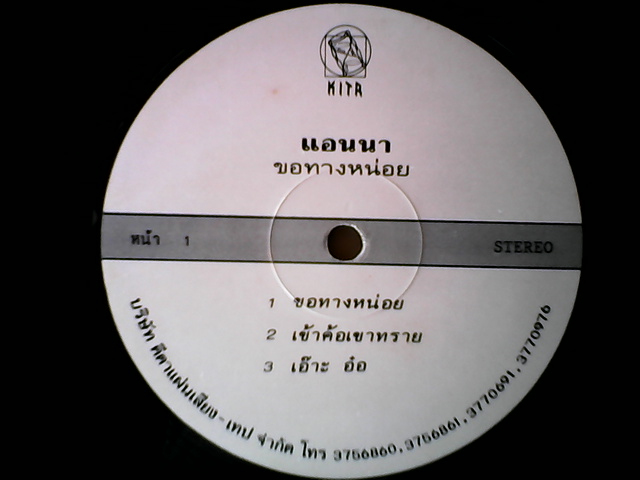 KITA
แอนนา
ขอทางหน่อย
หน้า 1
STEREO
1 ขอทางหน่อย
2 เข้าค้อเขาทราย
3 เอ๊าะ อ๋อ
บริษัท คีตาแผ่นเสียง-เทป จำกัด โทร 3756860,3756861,3770691,3770976